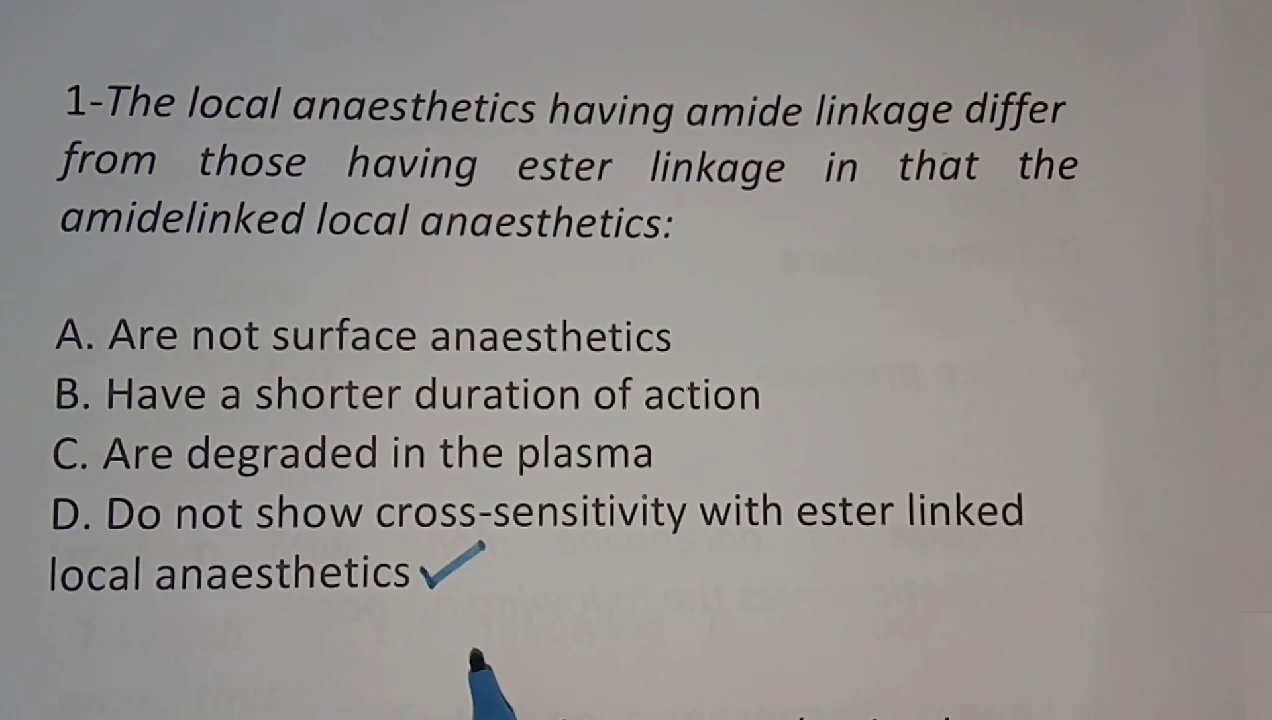 1-The local anaesthetics having amide linkage differ
from those having ester linkage in that the
amidelinked local anaesthetics:
A. Are not surface anaesthetics
B. Have a shorter duration of action
C. Are degraded in the plasma
D. Do not show cross-sensitivity with ester linked
local anaesthetics